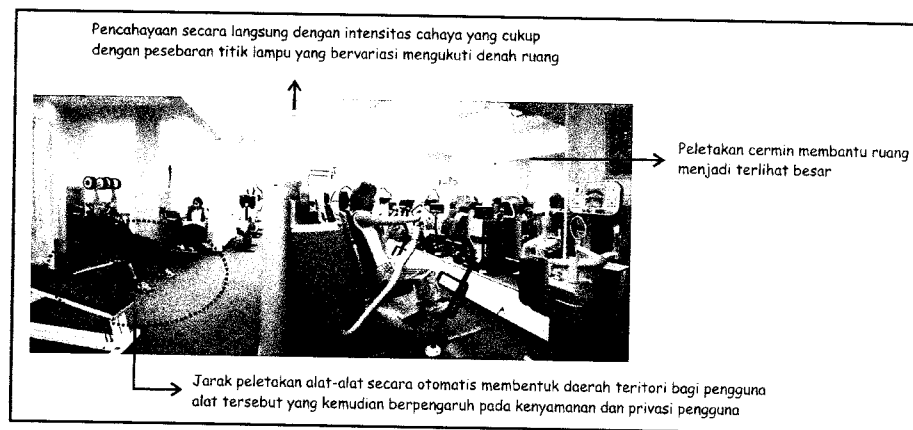 Pencahayaan secara langsung dengan intensitas cahaya yang cukup
dengan pesebaran titik lampu yang bervariasi mengukuti denah ruang
Peletakan cermin membantu ruang
menjadi terlihat besar
Jarak peletakan alat-alat secara otomatis membentuk daerah teritori bagi pengguna
alat tersebut yang kemudian berpengaruh pada kenyamanan dan privasi pengguna